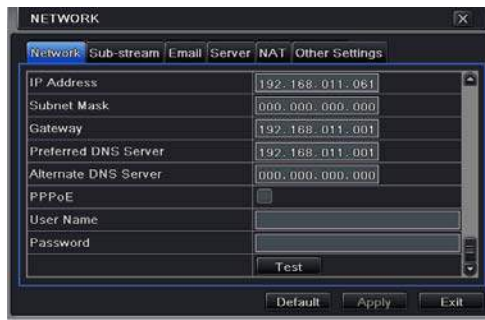 NETWORK
Network Sub-stream Email Server NAT Other Settings
IP Address 192.168.011.061
Subnet Mask 000.000.000.000
Gateway 192.168.011.001
Preferred DNS Server 192.168.011.001
Alternate DNS Server 000.000.000.000
PPPoE
User Name
Password
Test
Default Apply Exit